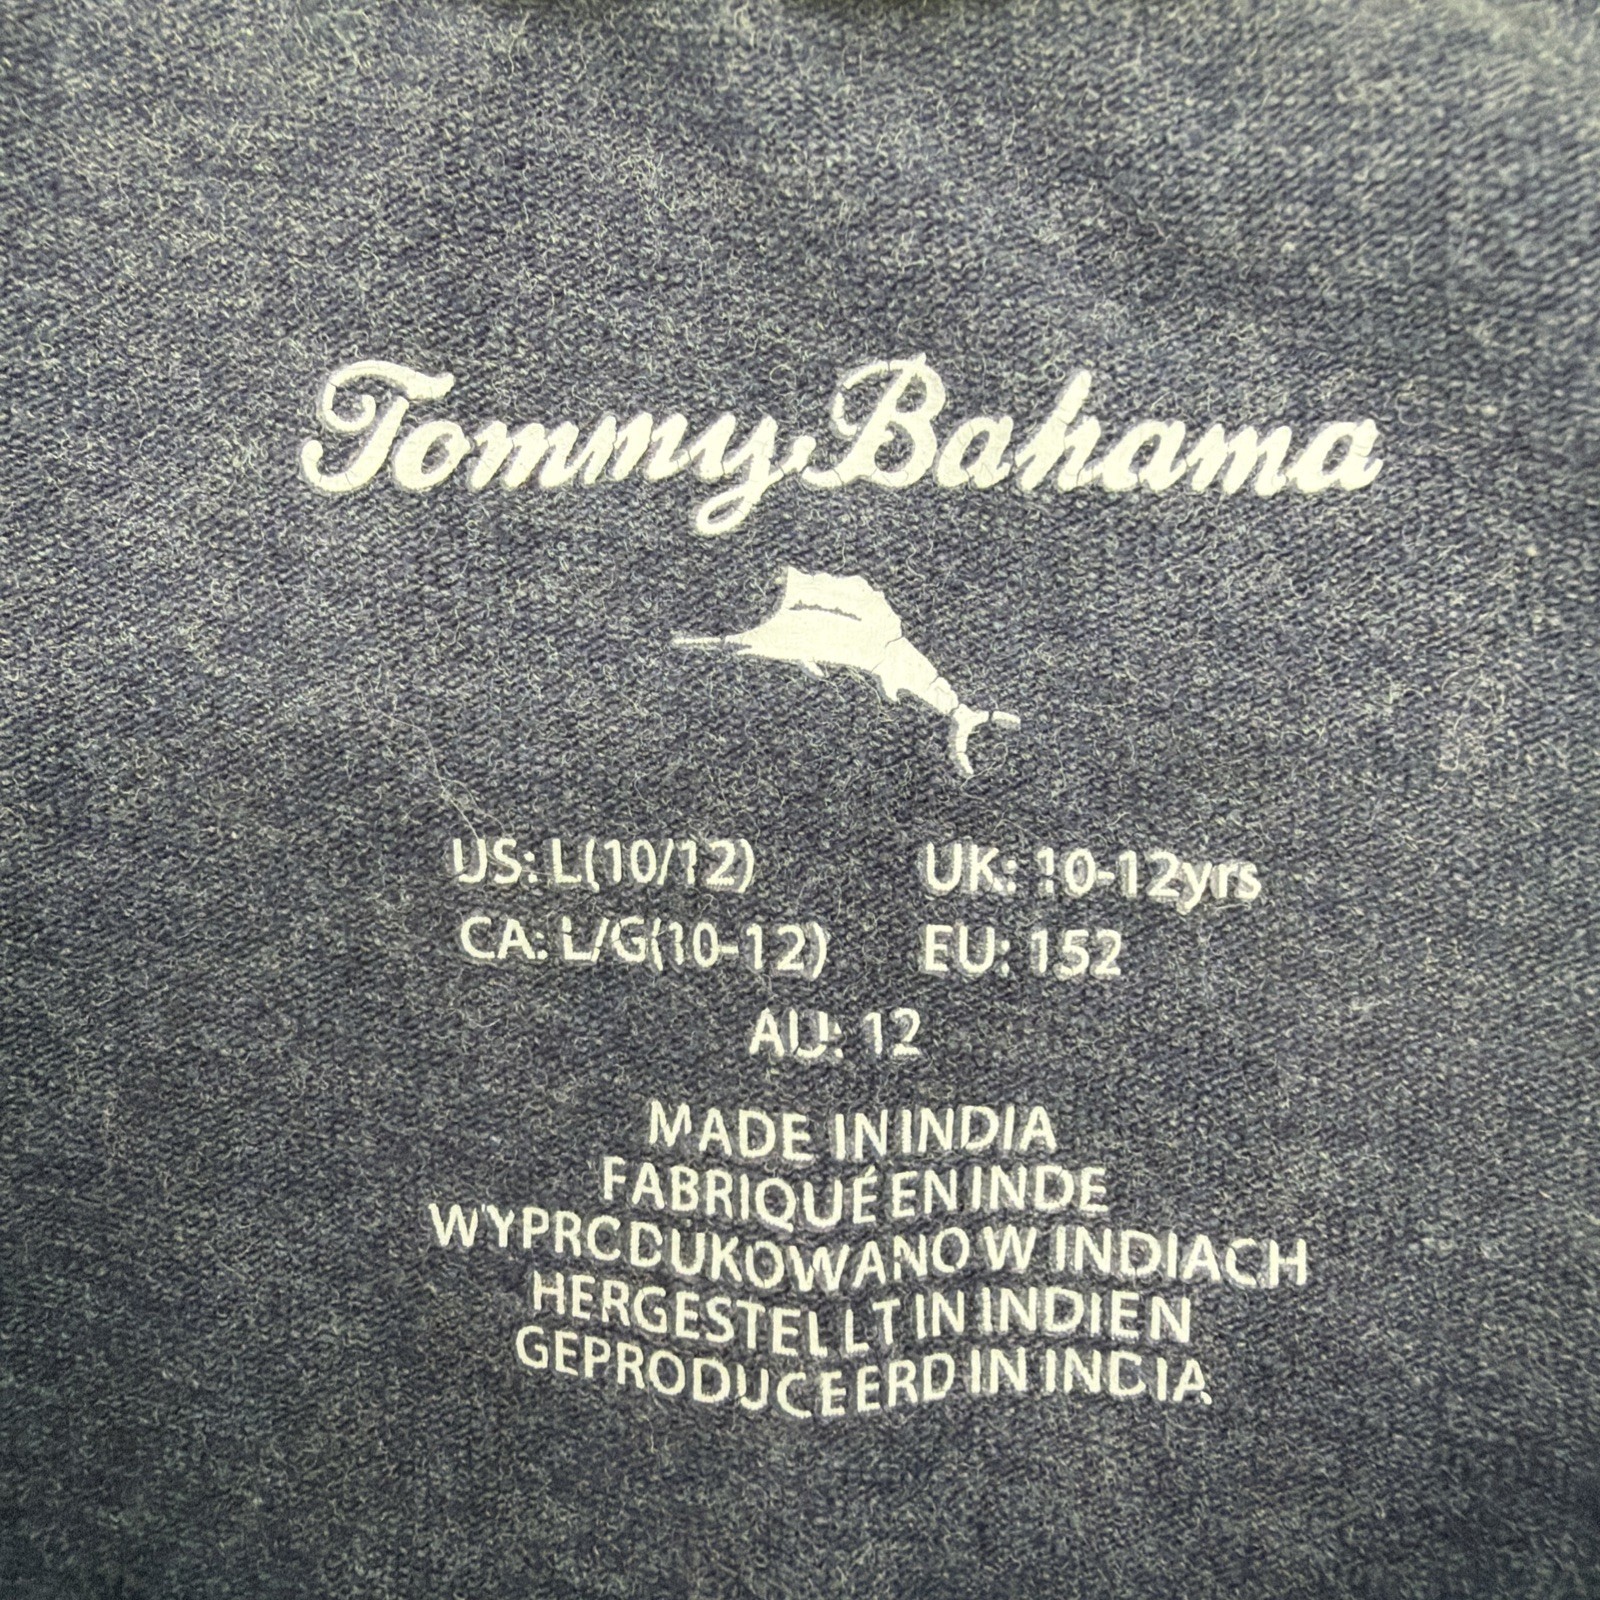 Tommy Bahama
US: L(10/12) UK: 10-12yrs
CA: L/G(10-12) EU: 152
AU: 12
MADE IN INDIA
FABRIQUÉ EN INDE
WYPRODUKOWANO W INDIACH
HERGESTELLT IN INDIEN
GEPRODUCEERD IN INDIA